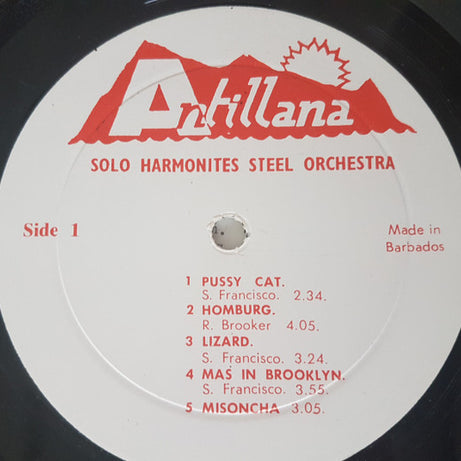 Antillana
SOLO HARMONITES STEEL ORCHESTRA
Side 1
Made in
Barbados
1 PUSSY CAT.
S. Francisco. 2.34.
2 HOMBURG.
R. Brooker 4.05.
3 LIZARD.
S. Francisco. 3.24.
4 MAS IN BROOKLYN.
S. Francisco. 3.55.
5 MISONCHA 3.05.